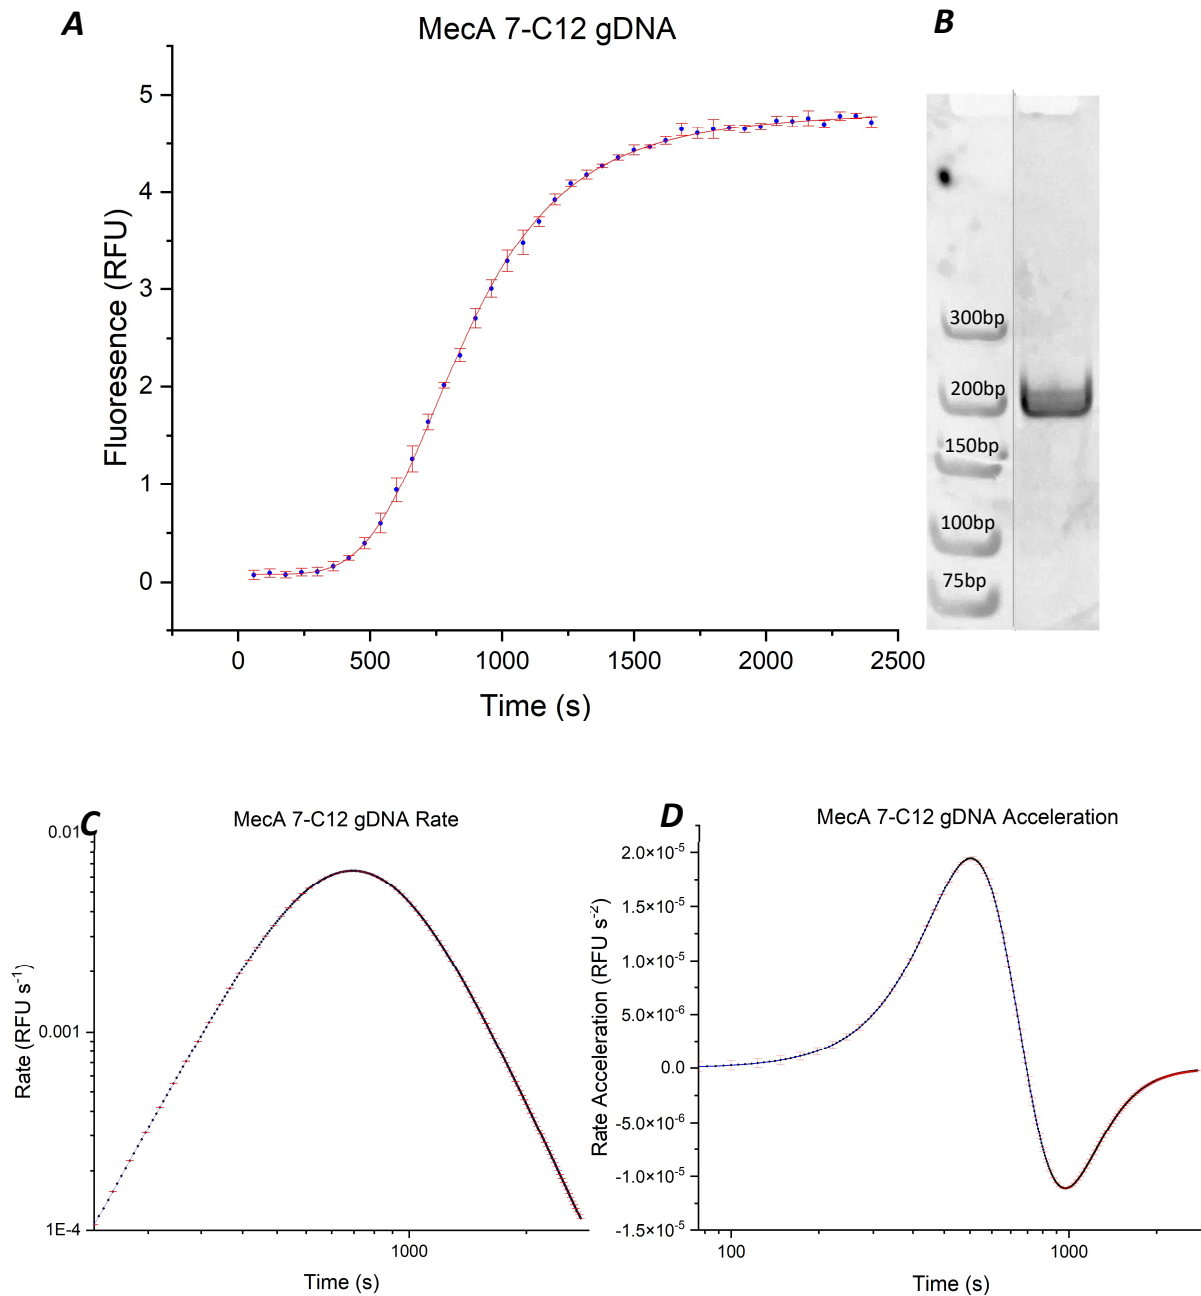 A
MecA 7-C12 gDNA
Fluoresence (RFU)
5
4
3
2
1
0
0 500 1000 1500 2000 2500
Time (s)
B
300bp
200bp
150bp
100bp
75bp
C
MecA 7-C12 gDNA Rate
Rate (RFU s⁻¹)
0.01
0.001
1E-4
1000
Time (s)
D
MecA 7-C12 gDNA Acceleration
Rate Acceleration (RFU s⁻²)
2.0×10⁻⁵
1.5×10⁻⁵
1.0×10⁻⁵
5.0×10⁻⁶
0.0
-5.0×10⁻⁶
-1.0×10⁻⁵
-1.5×10⁻⁵
100 1000
Time (s)